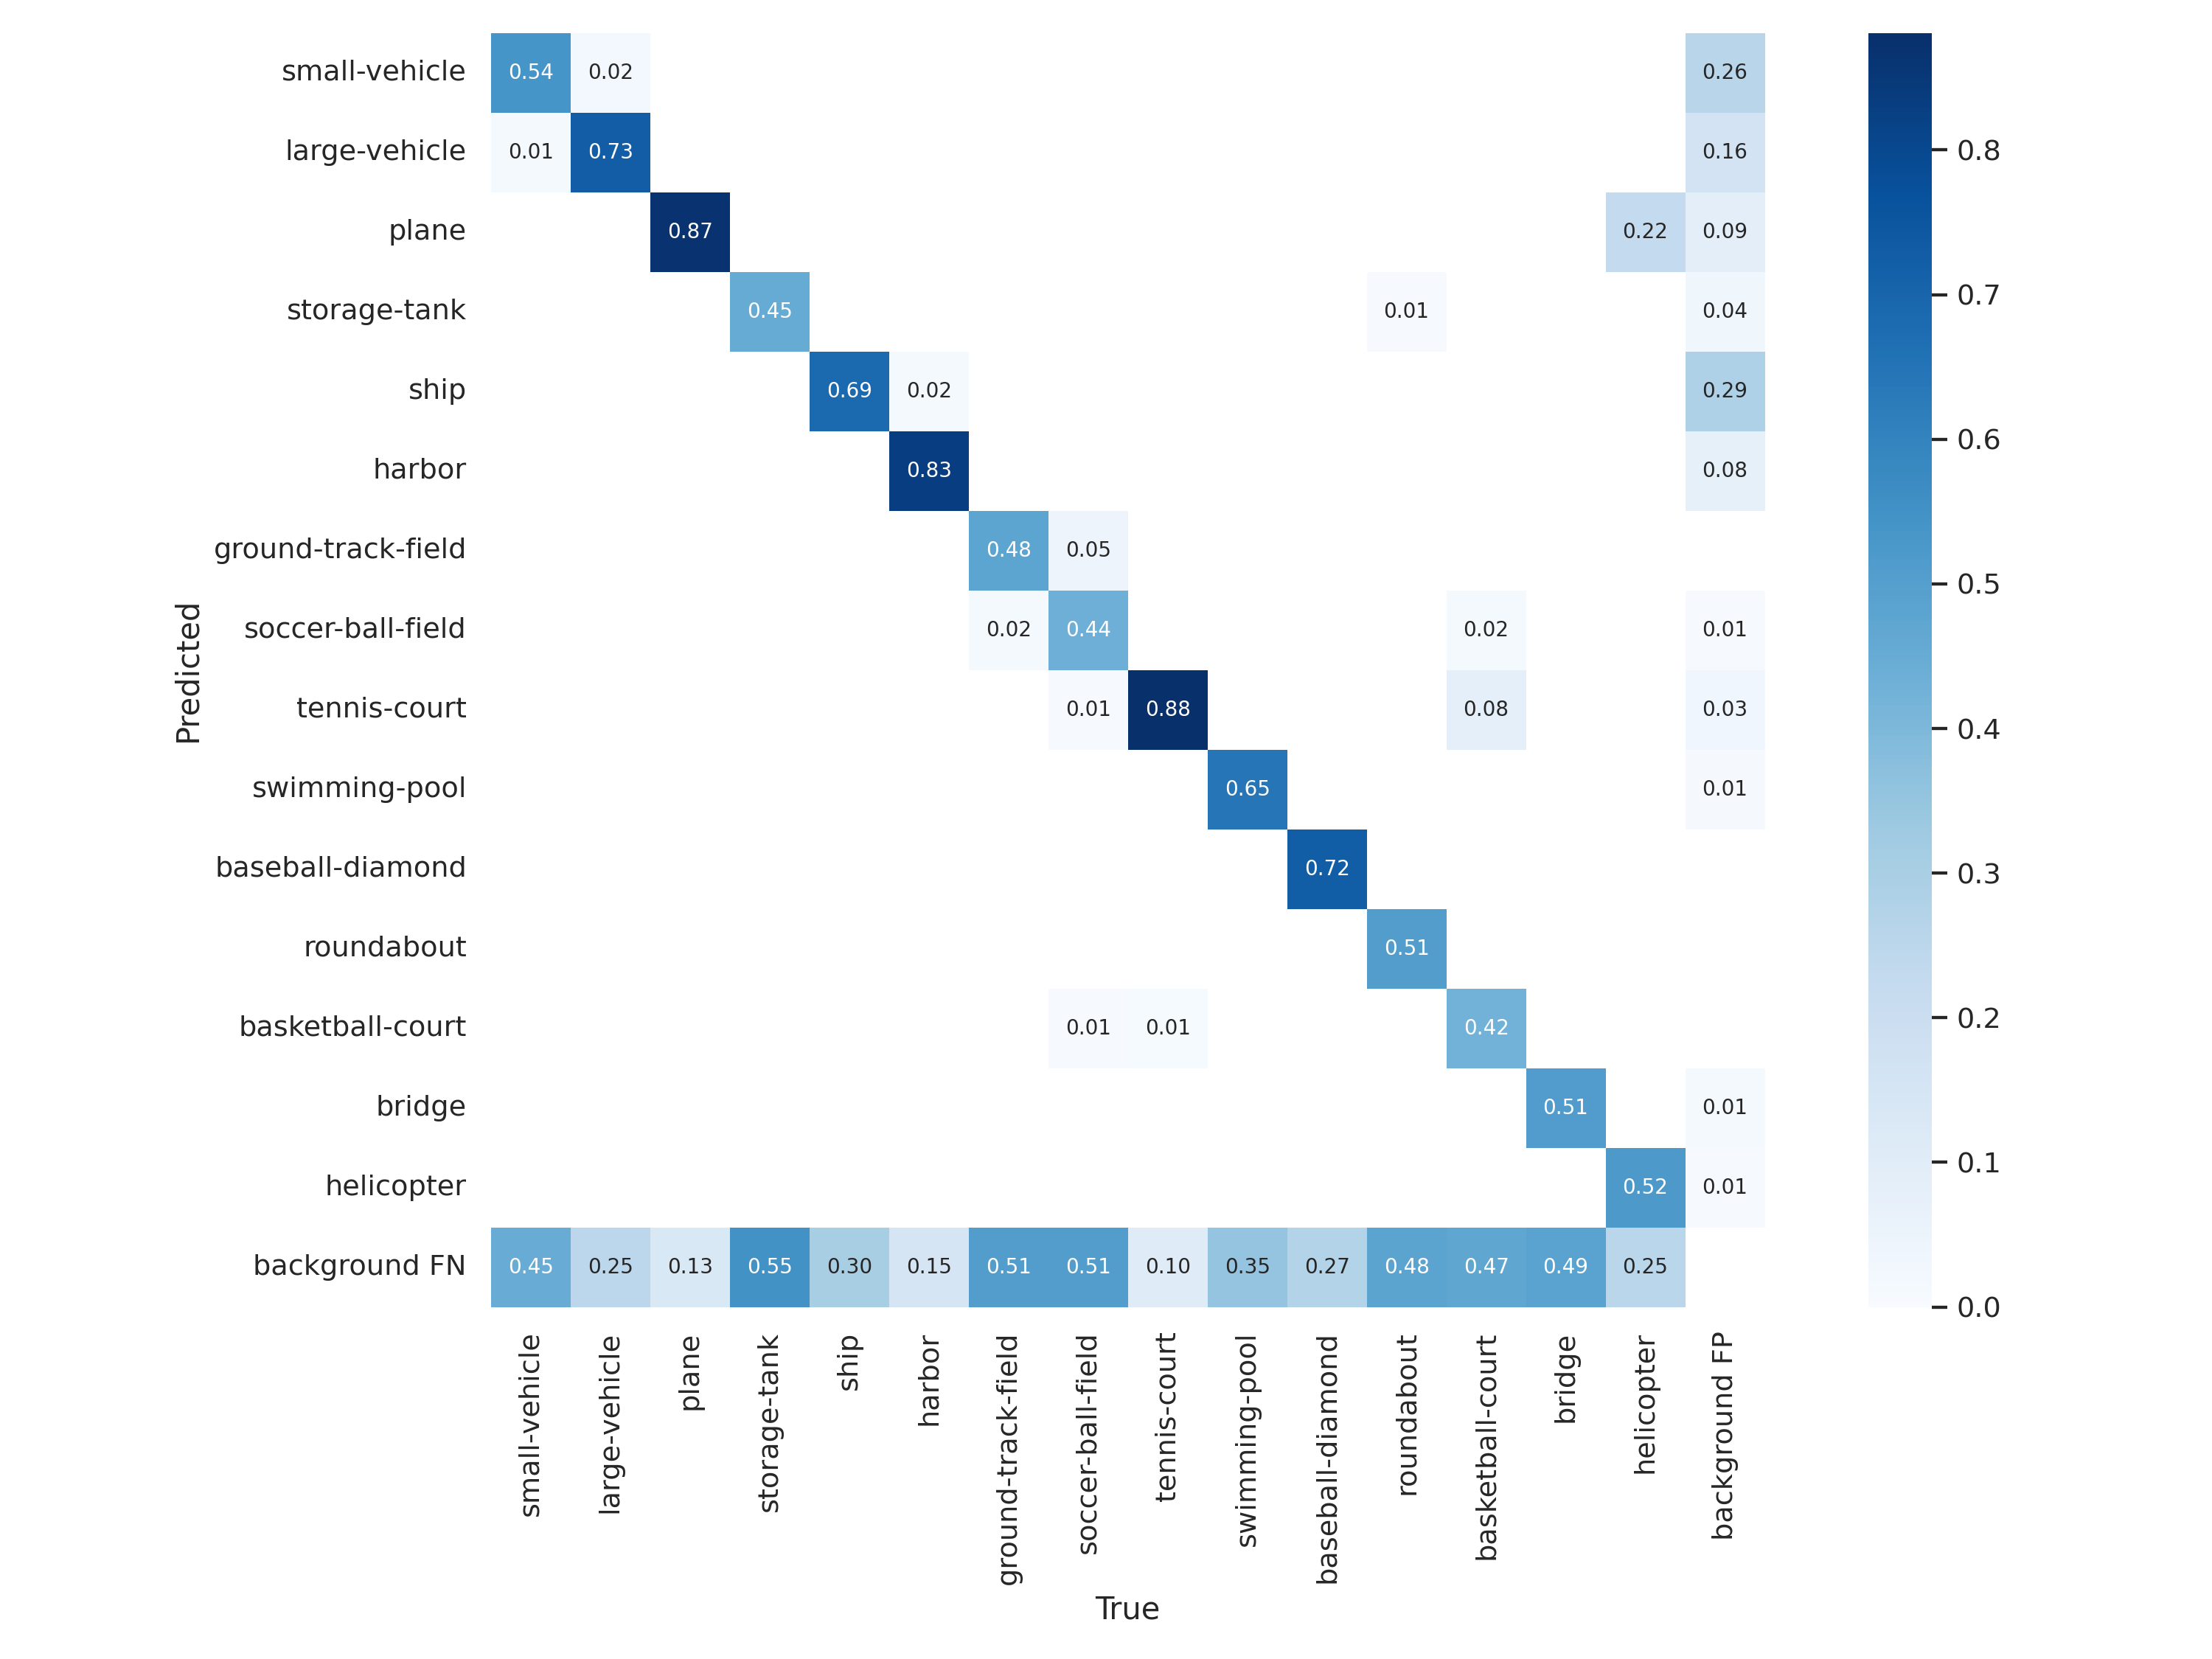 small-vehicle 0.54 0.02 0.26
large-vehicle 0.01 0.73 0.16 0.8
plane 0.87 0.22 0.09
storage-tank 0.45 0.01 0.04 0.7
ship 0.69 0.02 0.29
harbor 0.83 0.08 0.6
ground-track-field 0.48 0.05 0.5
Predicted
soccer-ball-field 0.02 0.44 0.02 0.01
tennis-court 0.01 0.88 0.08 0.03 0.4
swimming-pool 0.65 0.01
baseball-diamond 0.72 0.3
roundabout 0.51
basketball-court 0.01 0.01 0.42 0.2
bridge 0.51 0.01 0.1
helicopter 0.52 0.01
background FN 0.45 0.25 0.13 0.55 0.30 0.15 0.51 0.51 0.10 0.35 0.27 0.48 0.47 0.49 0.25 0.0
small-vehicle
large-vehicle
plane
storage-tank
ship
harbor
ground-track-field
soccer-ball-field
tennis-court
swimming-pool
baseball-diamond
roundabout
basketball-court
bridge
helicopter
background FP
True